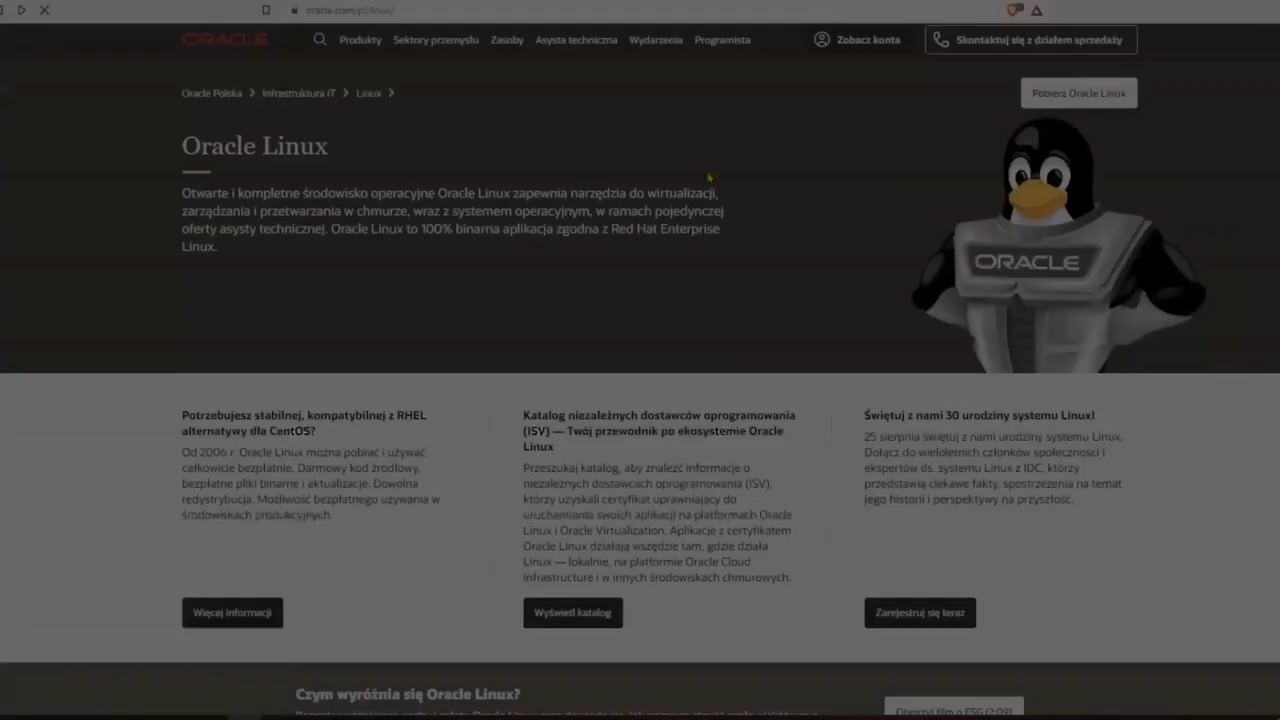 oracle.com/pl/linux/
ORACLE
Produkty Sektory przemysłu Zasoby Asysta techniczna Wydarzenia Programista
Zobacz konta
Skontaktuj się z działem sprzedaży
Oracle Polska Infrastruktura IT Linux
Pobierz Oracle Linux
Oracle Linux
Otwarte i kompletne środowisko operacyjne Oracle Linux zapewnia narzędzia do wirtualizacji,
zarządzania i przetwarzania w chmurze, wraz z systemem operacyjnym, w ramach pojedynczej
oferty asysty technicznej. Oracle Linux to 100% binarna aplikacja zgodna z Red Hat Enterprise
Linux.
ORACLE
Potrzebujesz stabilnej, kompatybilnej z RHEL
alternatywy dla CentOS?
Od 2006 r. Oracle Linux można pobrać i używać
całkowicie bezpłatnie. Darmowy kod źródłowy,
bezpłatne pliki binarne i aktualizacje. Dowolna
redystrybucja. Możliwość bezpłatnego używania w
środowiskach produkcyjnych.
Więcej informacji
Katalog niezależnych dostawców oprogramowania
(ISV) — Twój przewodnik po ekosystemie Oracle
Linux
Przeszukaj katalog, aby znaleźć informacje o
niezależnych dostawcach oprogramowania (ISV),
którzy uzyskali certyfikat uprawniający do
uruchamiania swoich aplikacji na platformach Oracle
Linux i Oracle Virtualization. Aplikacje z certyfikatem
Oracle Linux działają wszędzie tam, gdzie działa
Linux — lokalnie, na platformie Oracle Cloud
Infrastructure i w innych środowiskach chmurowych.
Wyświetl katalog
Świętuj z nami 30 urodziny systemu Linux!
25 sierpnia świętuj z nami urodziny systemu Linux.
Dołącz do wieloletnich członków społeczności i
ekspertów ds. systemu Linux z IDC, którzy
przedstawią ciekawe fakty, spostrzeżenia na temat
jego historii i perspektywy na przyszłość.
Zarejestruj się teraz
Czym wyróżnia się Oracle Linux?
Obejrzyj film o ESG (2:09)